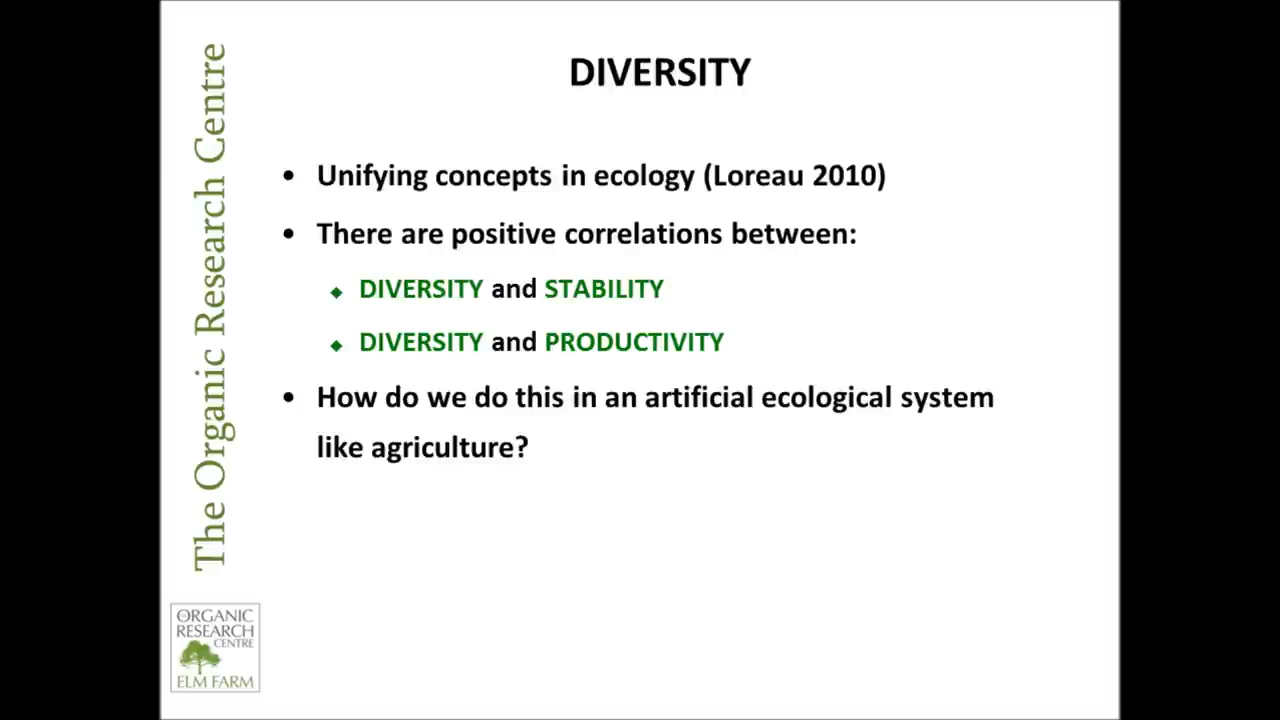 The Organic Research Centre
DIVERSITY
• Unifying concepts in ecology (Loreau 2010)
• There are positive correlations between:
◆ DIVERSITY and STABILITY
◆ DIVERSITY and PRODUCTIVITY
• How do we do this in an artificial ecological system
like agriculture?
THE
ORGANIC
RESEARCH
CENTRE
ELM FARM